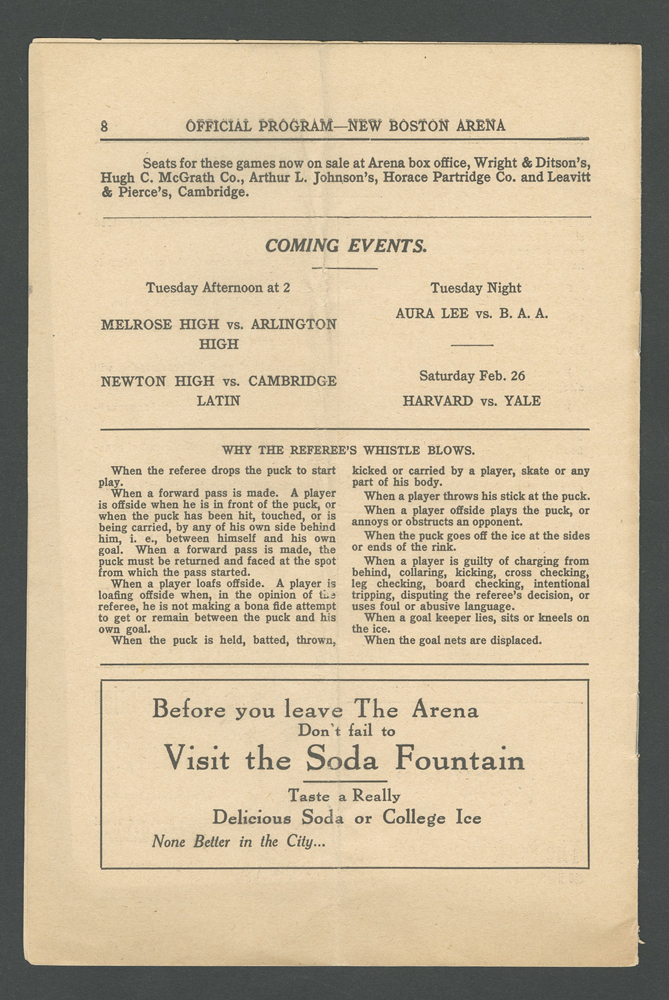 8
OFFICIAL PROGRAM—NEW BOSTON ARENA
Seats for these games now on sale at Arena box office, Wright & Ditson's,
Hugh C. McGrath Co., Arthur L. Johnson's, Horace Partridge Co. and Leavitt
& Pierce's, Cambridge.
COMING EVENTS.
Tuesday Afternoon at 2
MELROSE HIGH vs. ARLINGTON
HIGH
NEWTON HIGH vs. CAMBRIDGE
LATIN
Tuesday Night
AURA LEE vs. B. A. A.
Saturday Feb. 26
HARVARD vs. YALE
WHY THE REFEREE'S WHISTLE BLOWS.
When the referee drops the puck to start
play.
When a forward pass is made. A player
is offside when he is in front of the puck, or
when the puck has been hit, touched, or is
being carried, by any of his own side behind
him, i. e., between himself and his own
goal. When a forward pass is made, the
puck must be returned and faced at the spot
from which the pass started.
When a player loafs offside. A player is
loafing offside when, in the opinion of the
referee, he is not making a bona fide attempt
to get or remain between the puck and his
own goal.
When the puck is held, batted, thrown,
kicked or carried by a player, skate or any
part of his body.
When a player throws his stick at the puck.
When a player offside plays the puck, or
annoys or obstructs an opponent.
When the puck goes off the ice at the sides
or ends of the rink.
When a player is guilty of charging from
behind, collaring, kicking, cross checking,
leg checking, board checking, intentional
tripping, disputing the referee's decision, or
uses foul or abusive language.
When a goal keeper lies, sits or kneels on
the ice.
When the goal nets are displaced.
Before you leave The Arena
Don't fail to
Visit the Soda Fountain
Taste a Really
Delicious Soda or College Ice
None Better in the City...